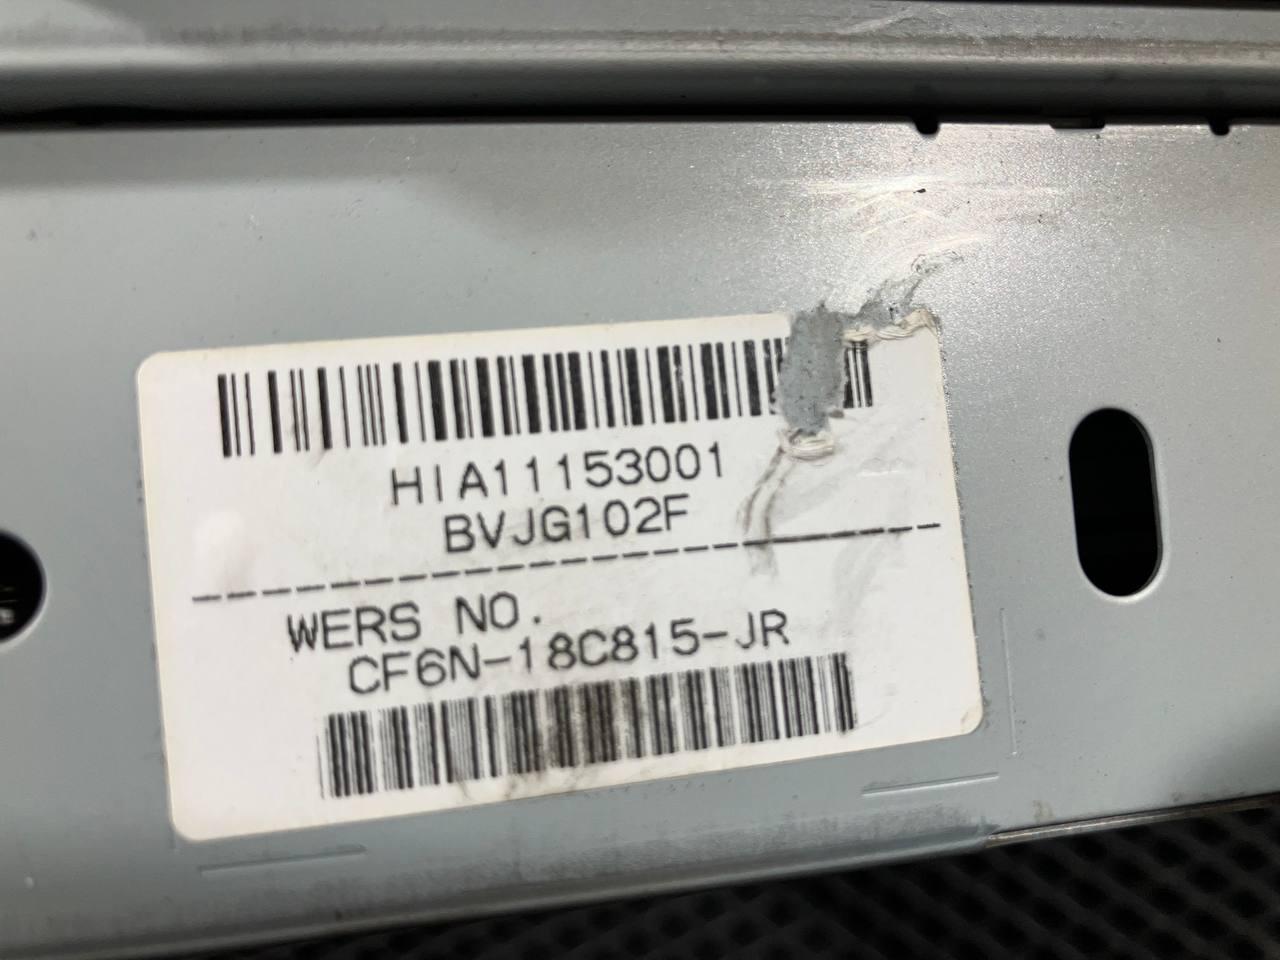 HIA11153001
BVJG102F
WERS NO.
CF6N-18C815-JR